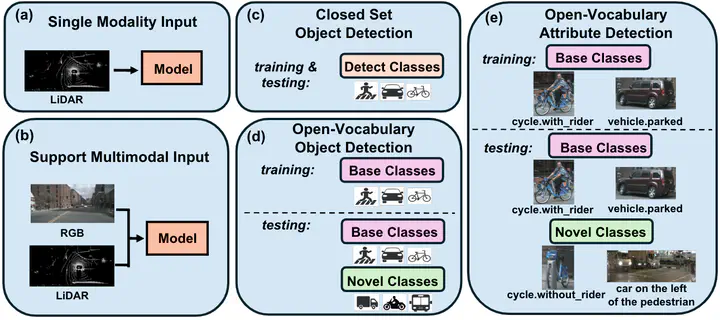 (a)
Single Modality Input
Model
LiDAR
(b)
Support Multimodal Input
RGB
Model
LiDAR
(c)
Closed Set
Object Detection
training &
testing:
Detect Classes
(d)
Open-Vocabulary
Object Detection
training:
Base Classes
testing:
Base Classes
Novel Classes
(e)
Open-Vocabulary
Attribute Detection
training:
Base Classes
cycle.with_rider
vehicle.parked
testing:
Base Classes
cycle.with_rider
vehicle.parked
Novel Classes
cycle.without_rider
car on the left
of the pedestrian